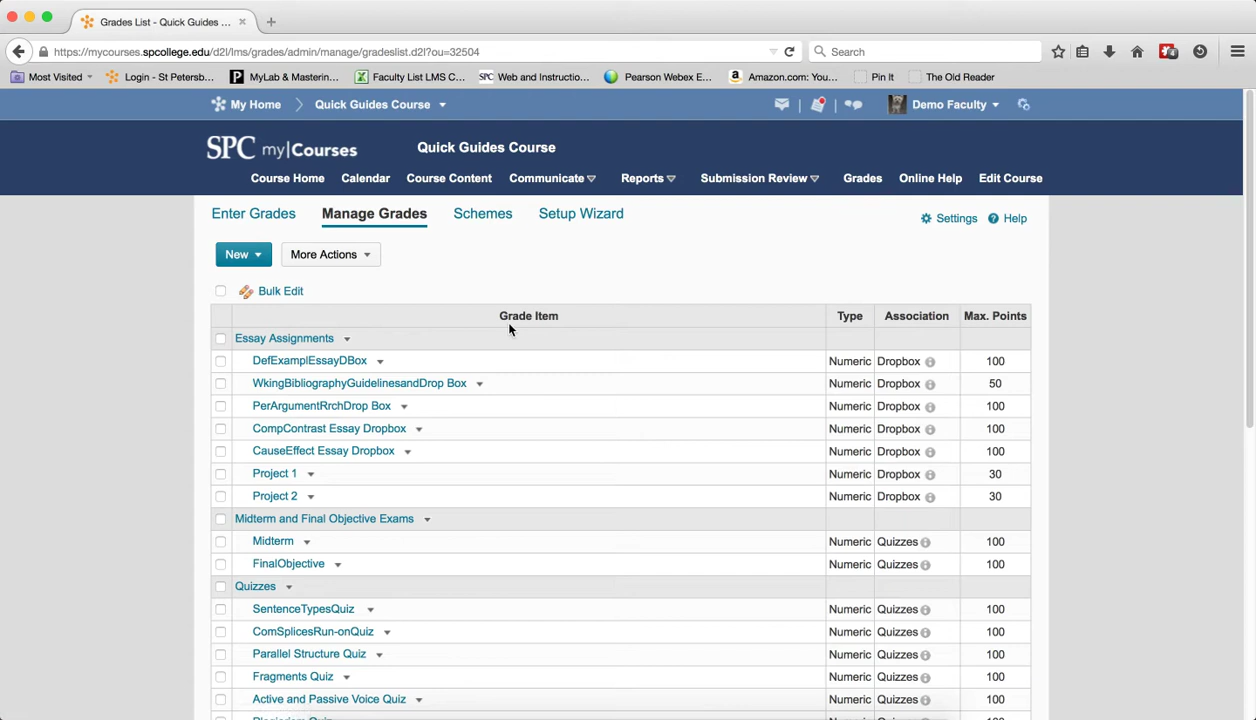 Grades List - Quick Guides ...
https://mycourses.spcollege.edu/d2l/lms/grades/admin/manage/gradeslist.d2l?ou=32504
Search
Most Visited
Login - St Petersb...
MyLab & Mastering...
Faculty List LMS C...
SPC Web and Instructio...
Pearson Webex E...
Amazon.com: You...
Pin It
The Old Reader
My Home
Quick Guides Course
Demo Faculty
SPC my|Courses
Quick Guides Course
Course Home
Calendar
Course Content
Communicate
Reports
Submission Review
Grades
Online Help
Edit Course
Enter Grades
Manage Grades
Schemes
Setup Wizard
Settings
Help
New
More Actions
Bulk Edit
Grade Item Type Association Max. Points
Essay Assignments
DefExamplEssayDBox Numeric Dropbox 100
WkingBibliographyGuidelinesandDrop Box Numeric Dropbox 50
PerArgumentRrchDrop Box Numeric Dropbox 100
CompContrast Essay Dropbox Numeric Dropbox 100
CauseEffect Essay Dropbox Numeric Dropbox 100
Project 1 Numeric Dropbox 30
Project 2 Numeric Dropbox 30
Midterm and Final Objective Exams
Midterm Numeric Quizzes 100
FinalObjective Numeric Quizzes 100
Quizzes
SentenceTypesQuiz Numeric Quizzes 100
ComSplicesRun-onQuiz Numeric Quizzes 100
Parallel Structure Quiz Numeric Quizzes 100
Fragments Quiz Numeric Quizzes 100
Active and Passive Voice Quiz Numeric Quizzes 100